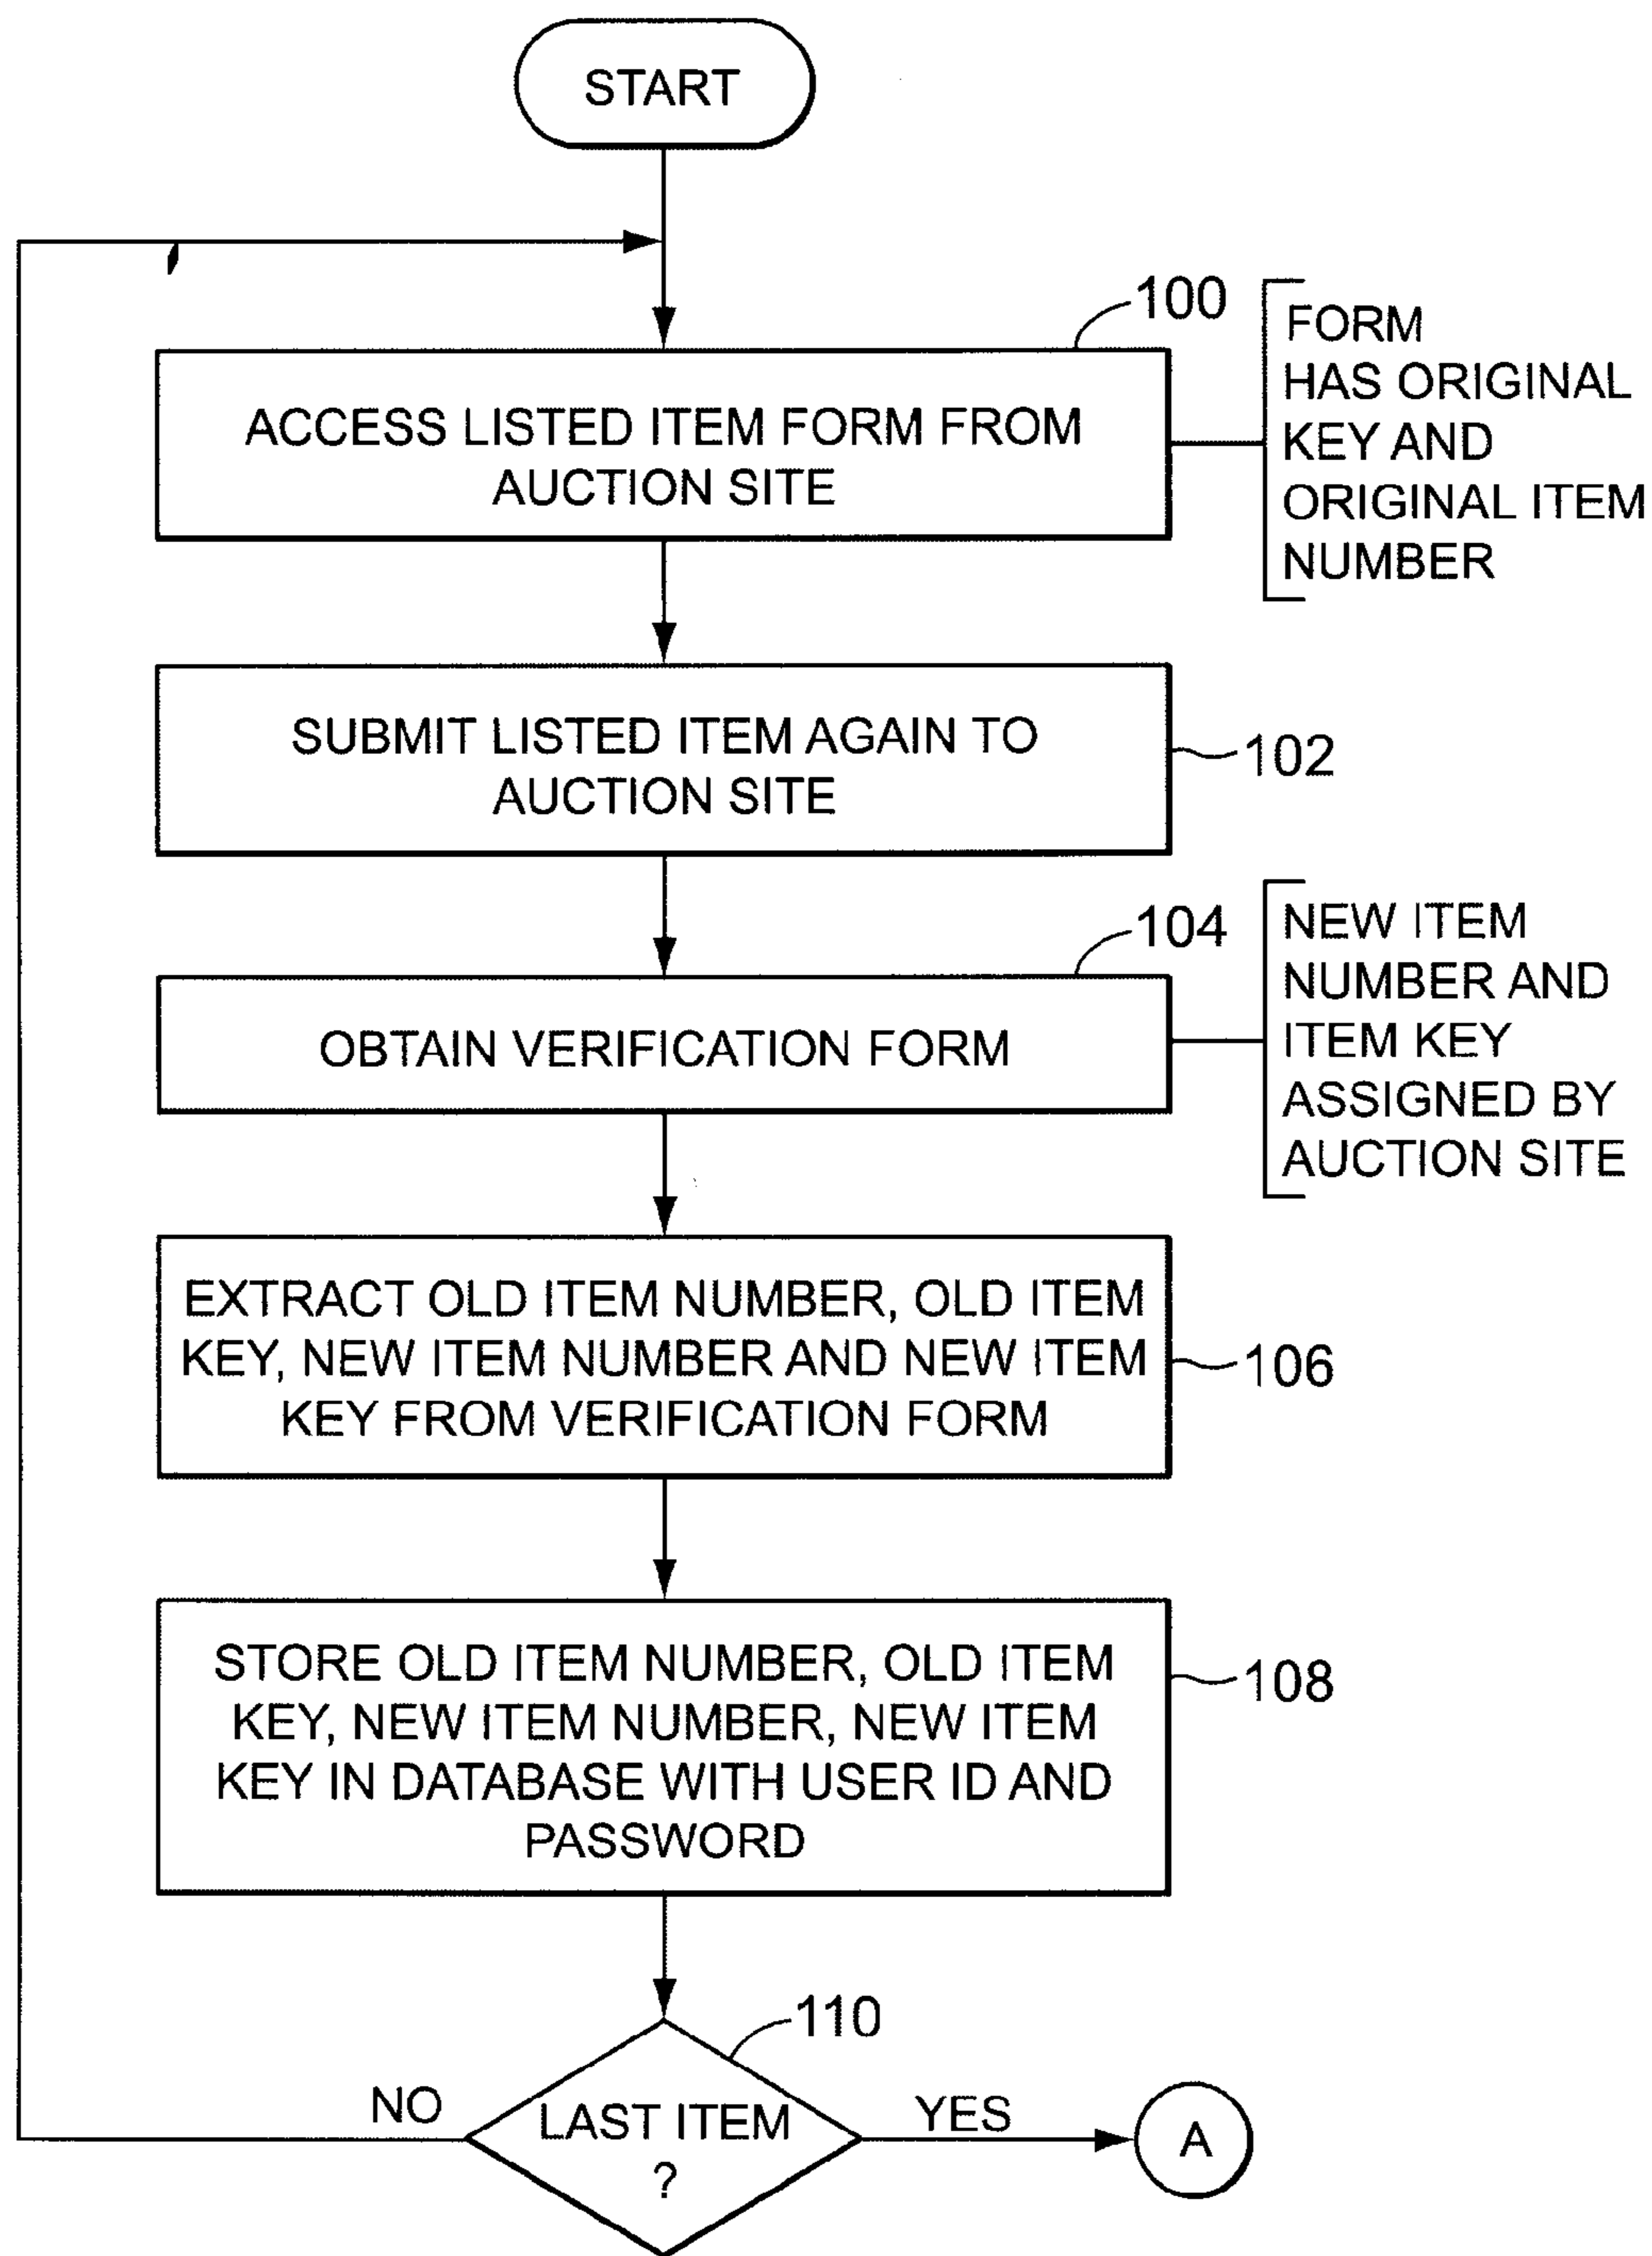 START
100
FORM
HAS ORIGINAL
KEY AND
ORIGINAL ITEM
NUMBER
ACCESS LISTED ITEM FORM FROM
AUCTION SITE
SUBMIT LISTED ITEM AGAIN TO
AUCTION SITE
102
104
NEW ITEM
NUMBER AND
ITEM KEY
ASSIGNED BY
AUCTION SITE
OBTAIN VERIFICATION FORM
EXTRACT OLD ITEM NUMBER, OLD ITEM
KEY, NEW ITEM NUMBER AND NEW ITEM
KEY FROM VERIFICATION FORM
106
STORE OLD ITEM NUMBER, OLD ITEM
KEY, NEW ITEM NUMBER, NEW ITEM
KEY IN DATABASE WITH USER ID AND
PASSWORD
108
110
NO
LAST ITEM
?
YES
A